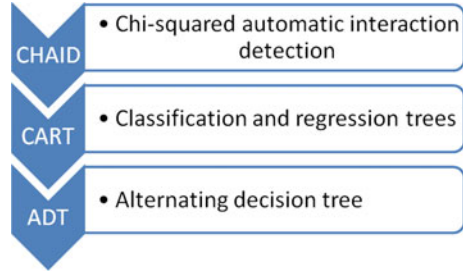 CHAID
• Chi-squared automatic interaction
detection
CART
• Classification and regression trees
ADT
• Alternating decision tree